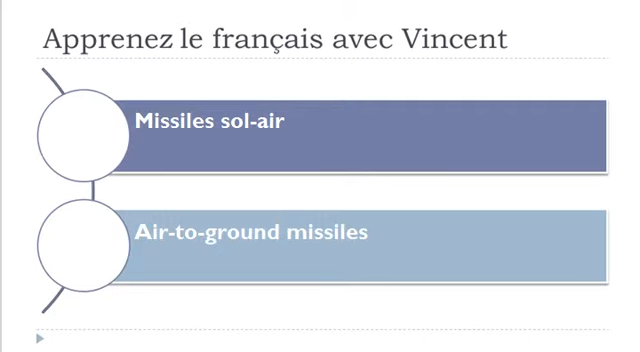 Apprenez le français avec Vincent
Missiles sol-air
Air-to-ground missiles